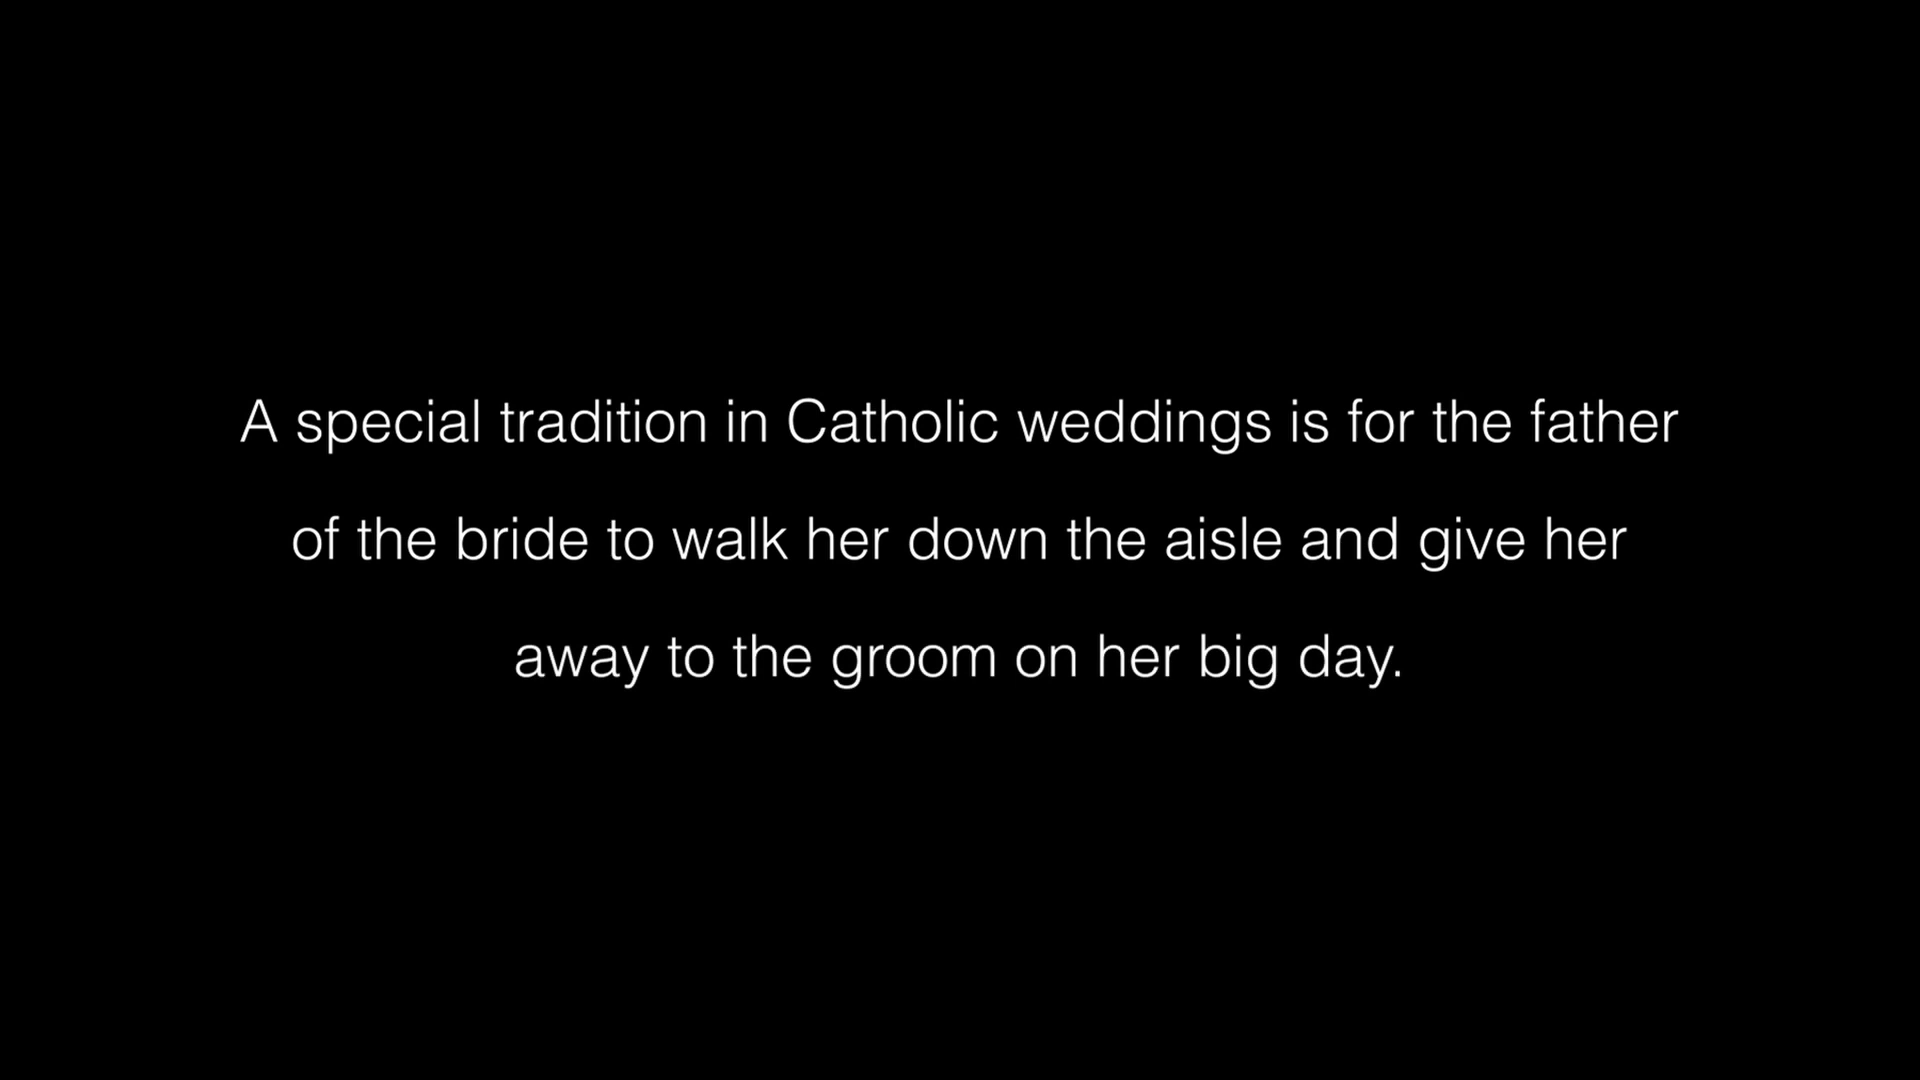 A special tradition in Catholic weddings is for the father
of the bride to walk her down the aisle and give her
away to the groom on her big day.